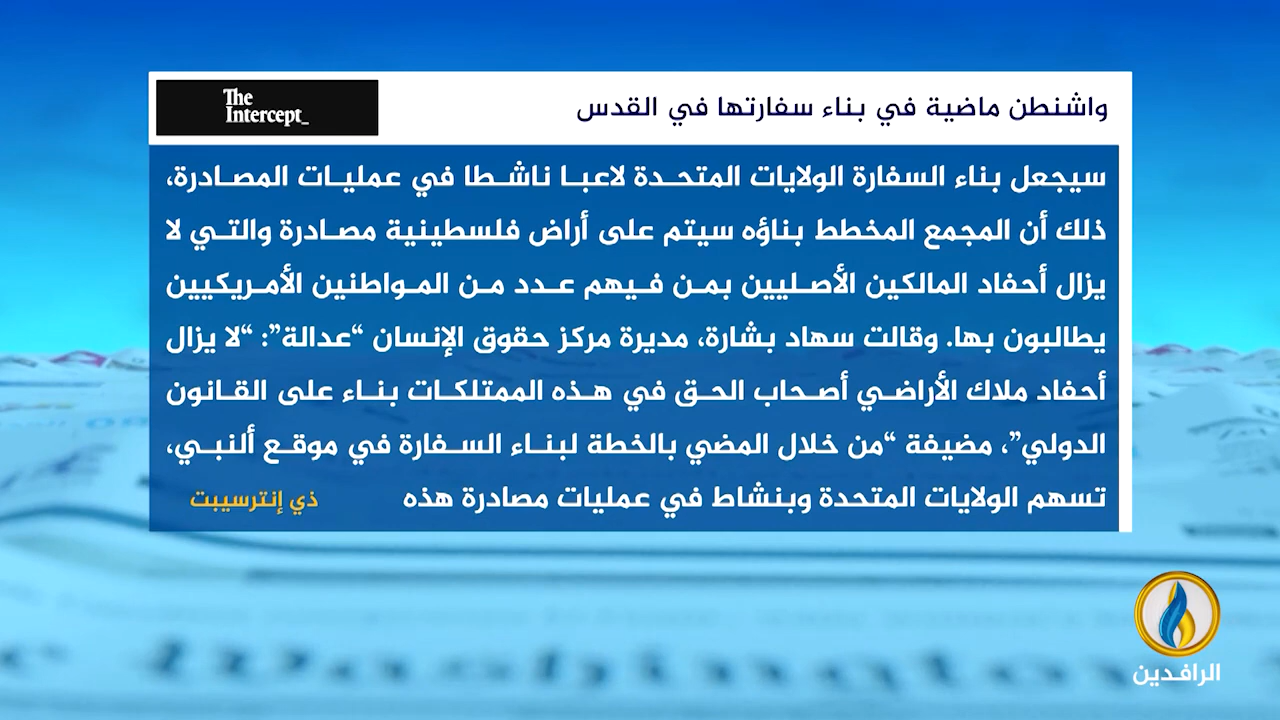 The
Intercept_
واشنطن ماضية في بناء سفارتها في القدس
سيجعل بناء السفارة الولايات المتحدة لاعبا ناشطا في عمليات المصادرة،
ذلك أن المجمع المخطط بناؤه سيتم على أراض فلسطينية مصادرة والتي لا
يزال أحفاد المالكين الأصليين بمن فيهم عدد من المواطنين الأمريكيين
يطالبون بها. وقالت سهاد بشارة، مديرة مركز حقوق الإنسان “عدالة”: “لا يزال
أحفاد ملاك الأراضي أصحاب الحق في هذه الممتلكات بناء على القانون
الدولي”، مضيفة “من خلال المضي بالخطة لبناء السفارة في موقع ألنبي،
تسهم الولايات المتحدة وبنشاط في عمليات مصادرة هذه
ذي إنترسيبت
الرافدين